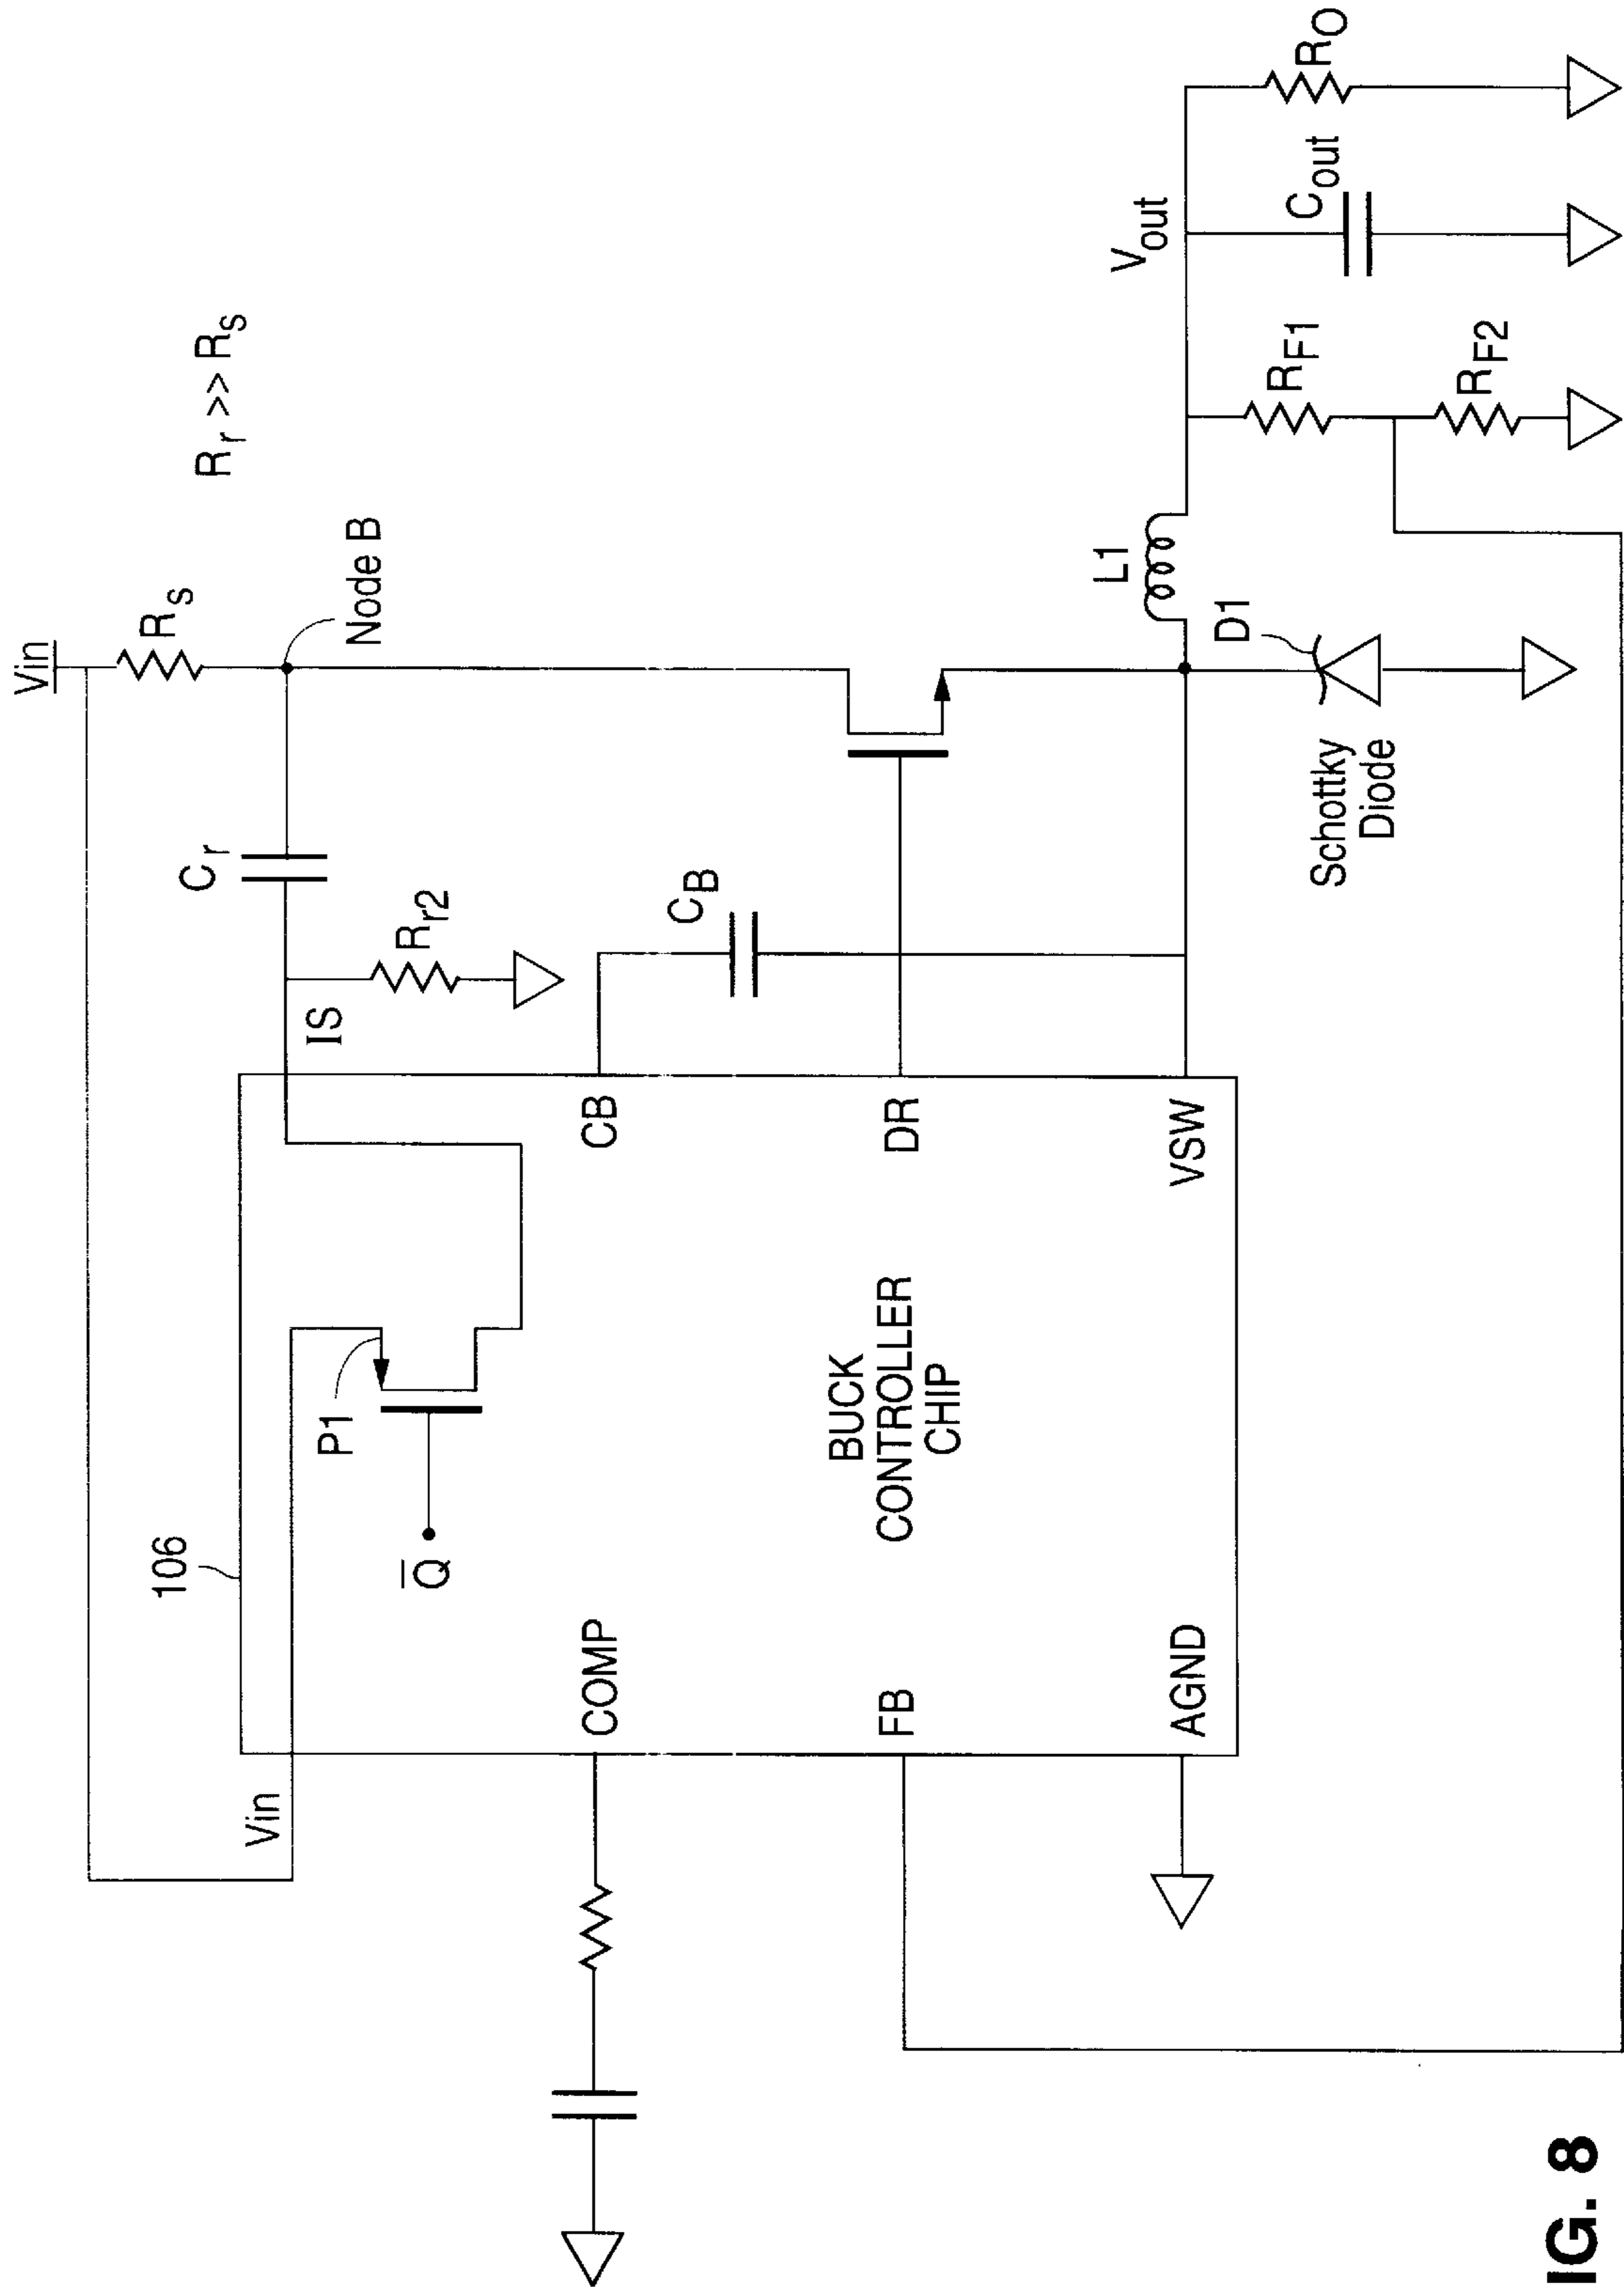 Vin
Rs
Node B
Rr >> Rs
Cr
Rr2
IS
CB
106
Vin
P1
Q̅
COMP
FB
AGND
CB
DR
VSW
BUCK
CONTROLLER
CHIP
L1
Vout
D1
Schottky
Diode
RF1
RF2
Cout
RO
IG. 8